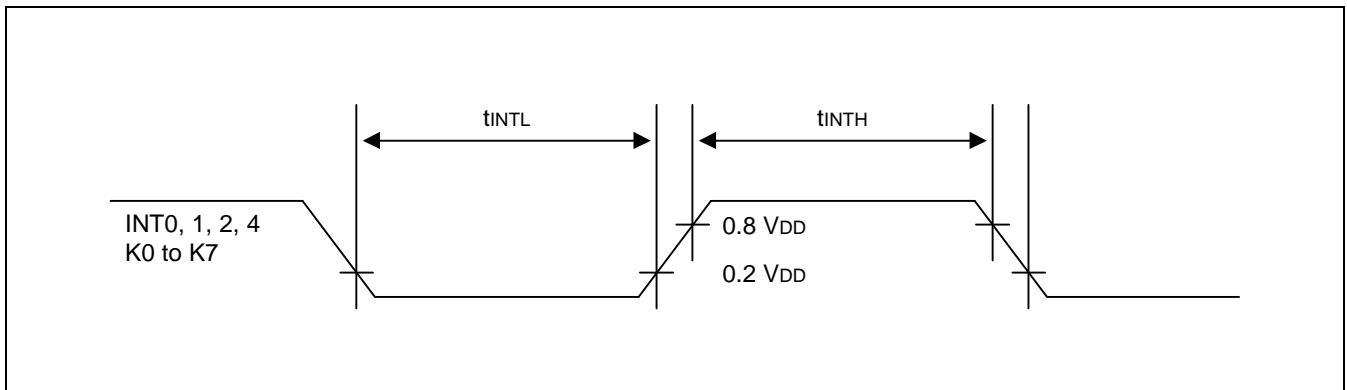 tINTL
tINTH
INT0, 1, 2, 4
K0 to K7
0.8 VDD
0.2 VDD